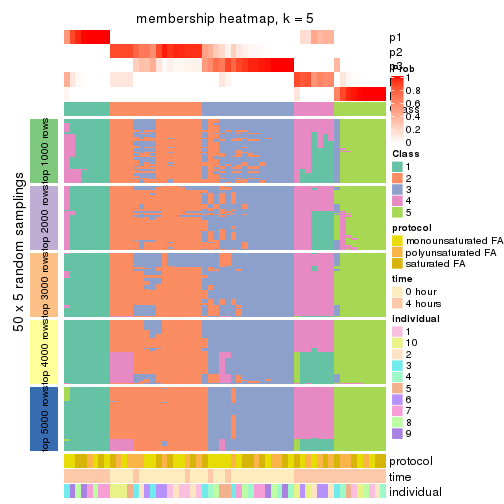 membership heatmap, k = 5
p1
p2
p3
Prob
1
0.8
0.6
0.4
0.2
0
Class
1
2
3
4
5
protocol
monounsaturated FA
polyunsaturated FA
saturated FA
time
0 hour
4 hours
individual
1
10
2
3
4
5
6
7
8
9
50 x 5 random samplings
top 1000 rows
top 2000 rows
top 3000 rows
top 4000 rows
top 5000 rows
protocol
time
individual